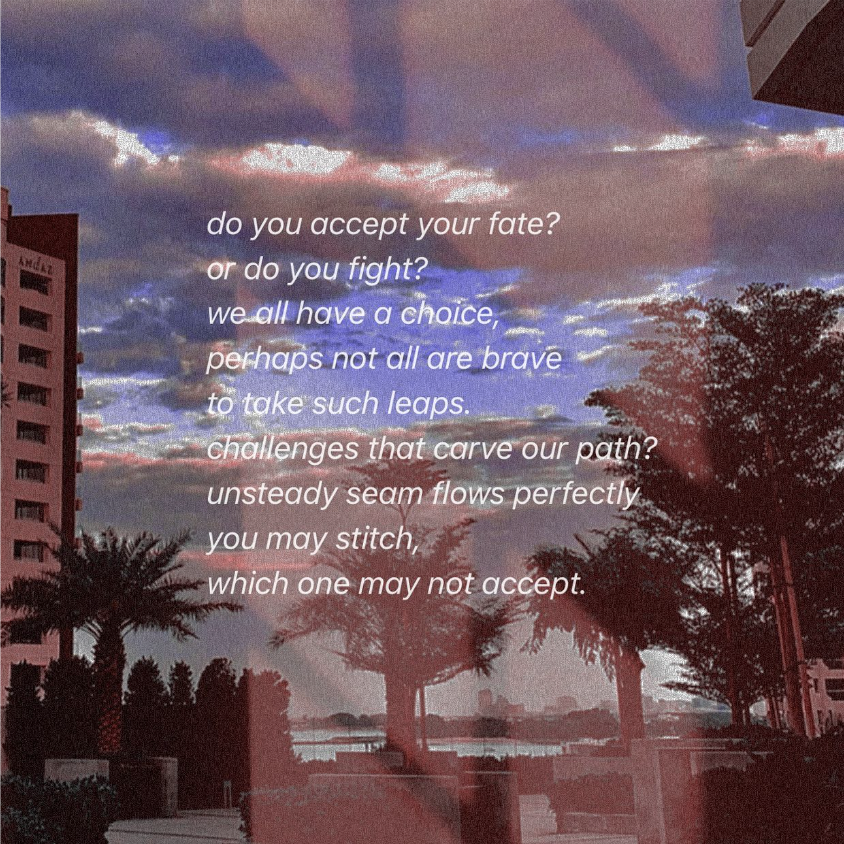 ANdAZ
do you accept your fate?
or do you fight?
we all have a choice,
perhaps not all are brave
to take such leaps.
challenges that carve our path?
unsteady seam flows perfectly
you may stitch,
which one may not accept.